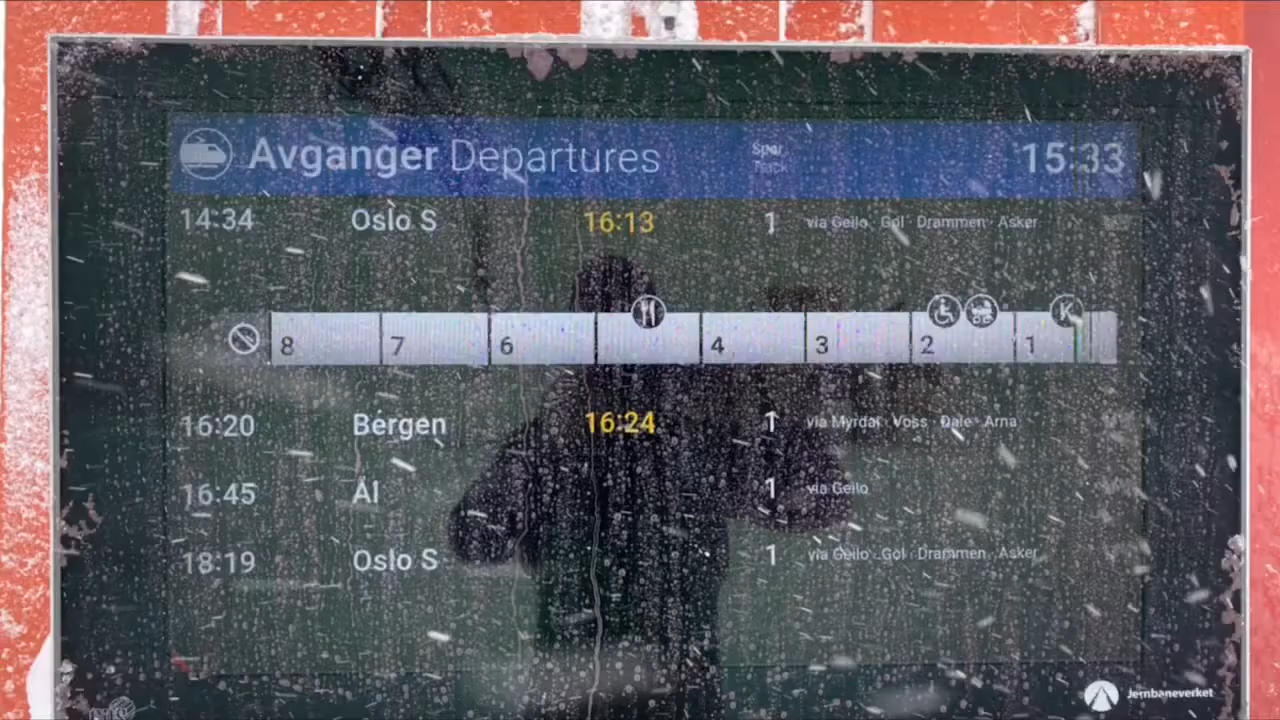 Avganger Departures Spor 15:33
Track
14:34 Oslo S 16:13 1 via Geilo · Gol · Drammen · Asker
K
8 7 6 4 3 2 1
16:20 Bergen 16:24 1 via Myrdal · Voss · Dale · Arna
16:45 Ål 1 via Geilo
18:19 Oslo S 1 via Geilo · Gol · Drammen · Asker
Jernbaneverket